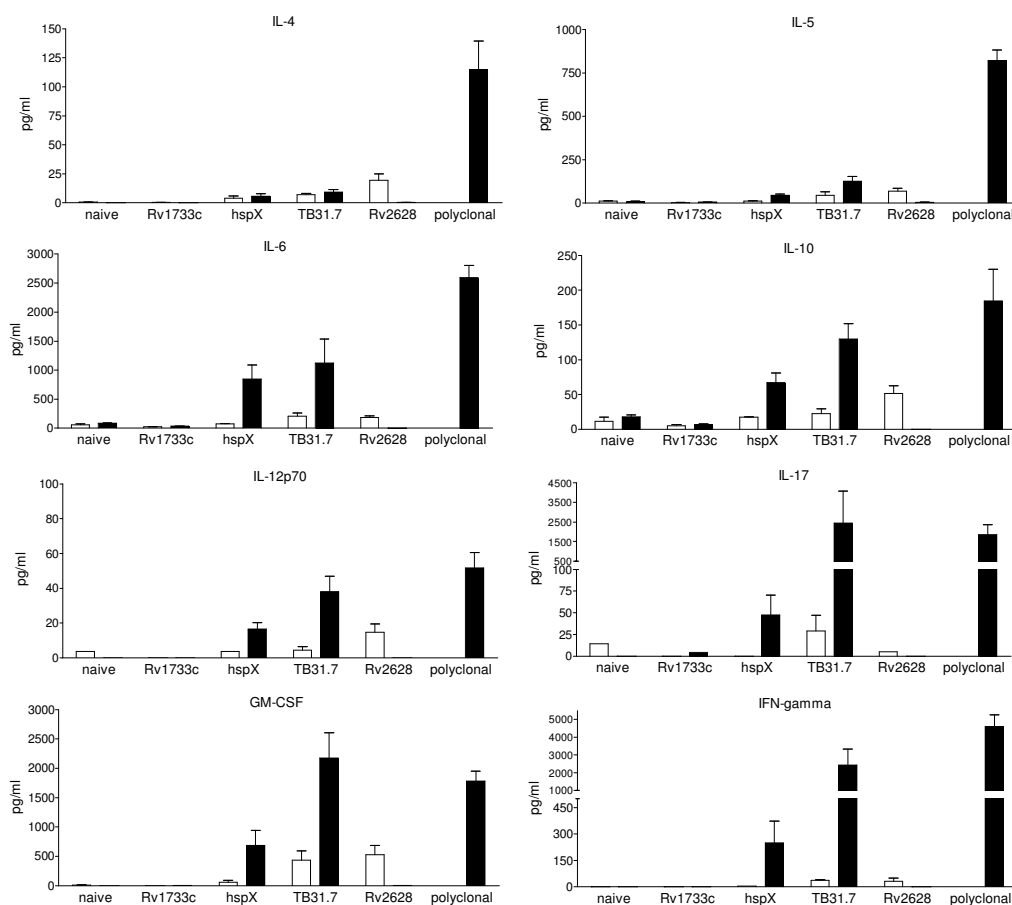 IL-4
150
125
100
75
50
25
0
pg/ml
naive Rv1733c hspX TB31.7 Rv2628 polyclonal
IL-5
1000
750
500
250
0
pg/ml
naive Rv1733c hspX TB31.7 Rv2628 polyclonal
IL-6
3000
2500
2000
1500
1000
500
0
pg/ml
naive Rv1733c hspX TB31.7 Rv2628 polyclonal
IL-10
250
200
150
100
50
0
pg/ml
naive Rv1733c hspX TB31.7 Rv2628 polyclonal
IL-12p70
100
80
60
40
20
0
pg/ml
naive Rv1733c hspX TB31.7 Rv2628 polyclonal
IL-17
4500
3500
2500
1500
500
100
75
50
25
0
pg/ml
naive Rv1733c hspX TB31.7 Rv2628 polyclonal
GM-CSF
3000
2500
2000
1500
1000
500
0
pg/ml
naive Rv1733c hspX TB31.7 Rv2628 polyclonal
IFN-gamma
5000
4000
3000
2000
1000
450
300
150
0
pg/ml
naive Rv1733c hspX TB31.7 Rv2628 polyclonal